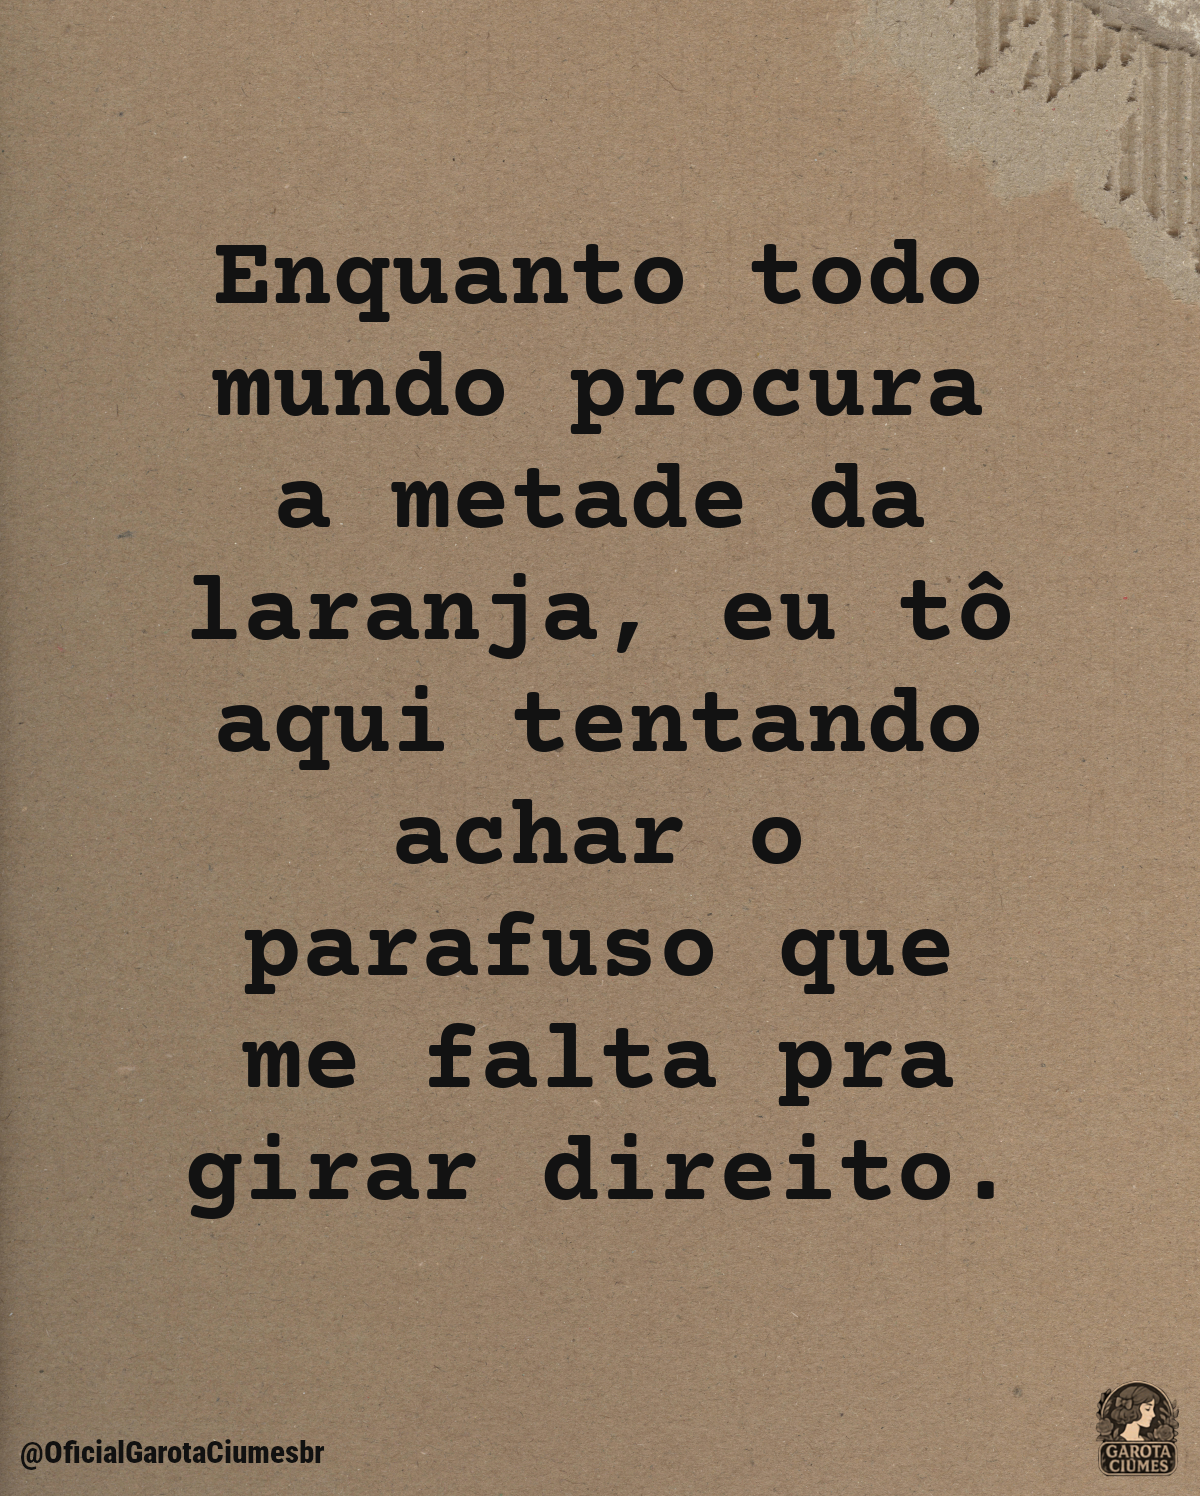 Enquanto todo
mundo procura
a metade da
laranja, eu tô
aqui tentando
achar o
parafuso que
me falta pra
girar direito.
@OficialGarotaCiumesbr
GAROTA
CIÚMES